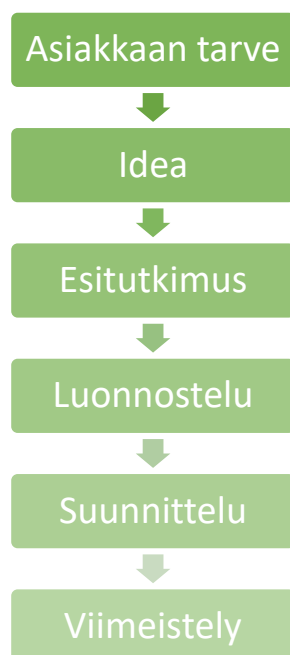 Asiakkaan tarve
Idea
Esitutkimus
Luonnostelu
Suunnittelu
Viimeistely